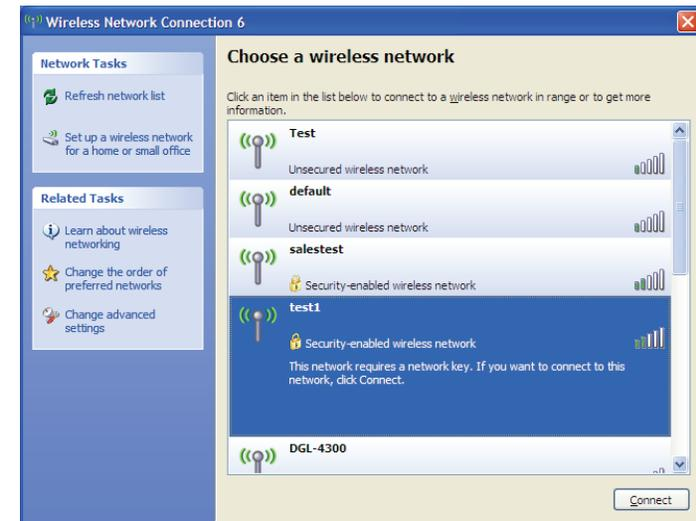 Wireless Network Connection 6
Network Tasks
Refresh network list
Set up a wireless network
for a home or small office
Related Tasks
Learn about wireless
networking
Change the order of
preferred networks
Change advanced
settings
Choose a wireless network
Click an item in the list below to connect to a wireless network in range or to get more
information.
Test
Unsecured wireless network
default
Unsecured wireless network
salestest
Security-enabled wireless network
test1
Security-enabled wireless network
This network requires a network key. If you want to connect to this
network, click Connect.
DGL-4300
Connect